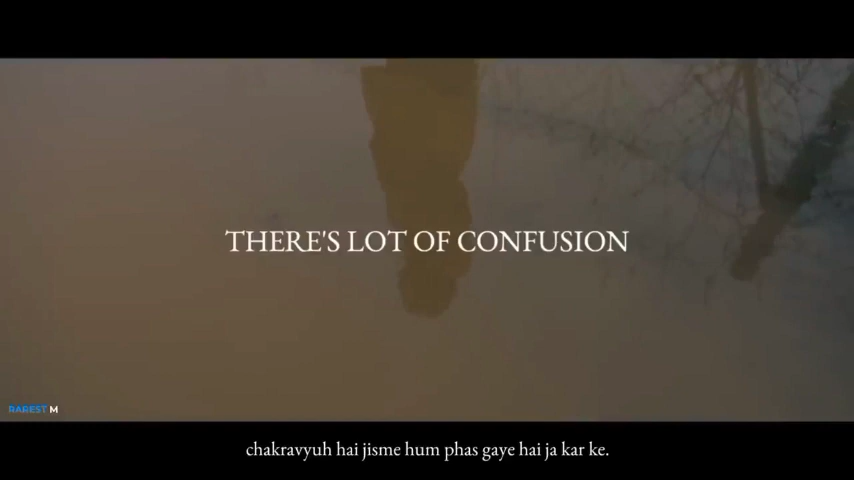 THERE'S LOT OF CONFUSION
RAREST M
chakravyuh hai jisme hum phas gaye hai ja kar ke.